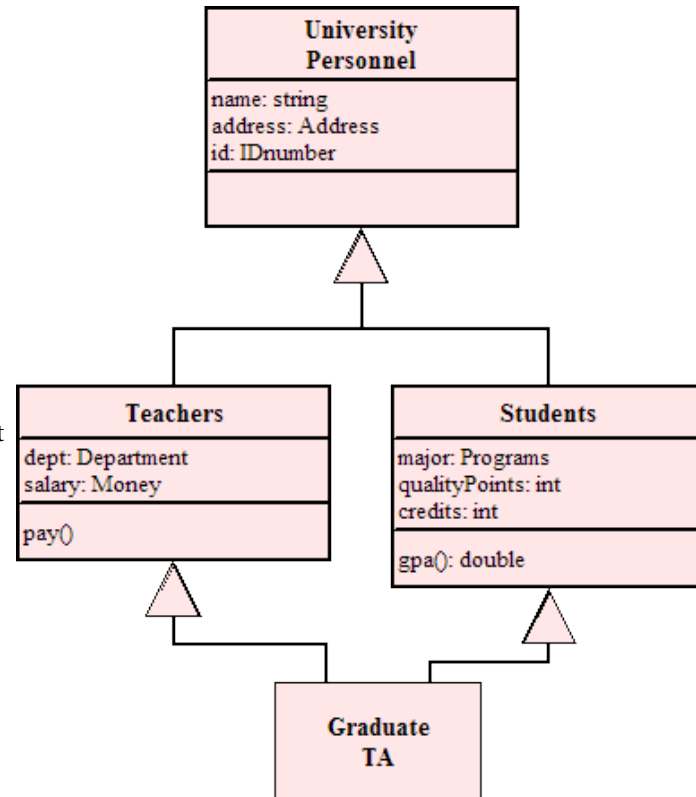 University
Personnel
name: string
address: Address
id: IDnumber
Teachers
dept: Department
salary: Money
pay()
Students
major: Programs
qualityPoints: int
credits: int
gpa(): double
t
Graduate
TA